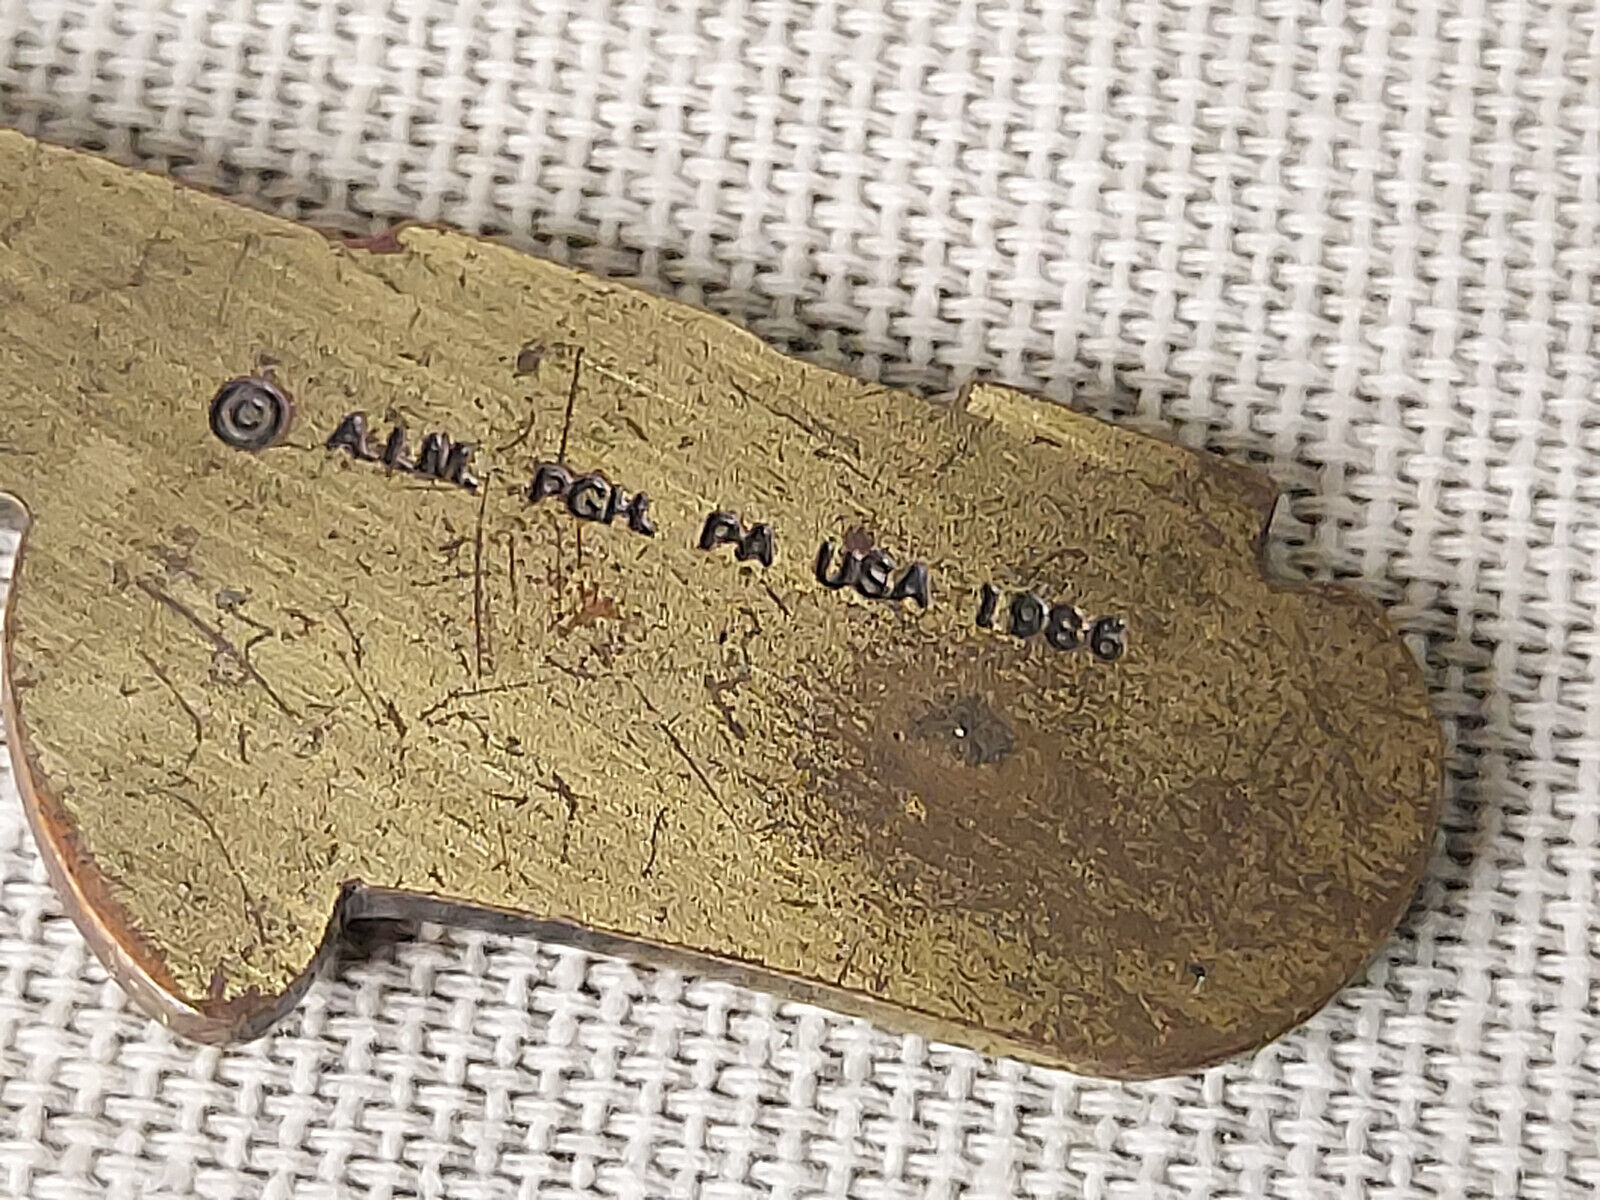 © A.I.M. PGH. PA USA 1986